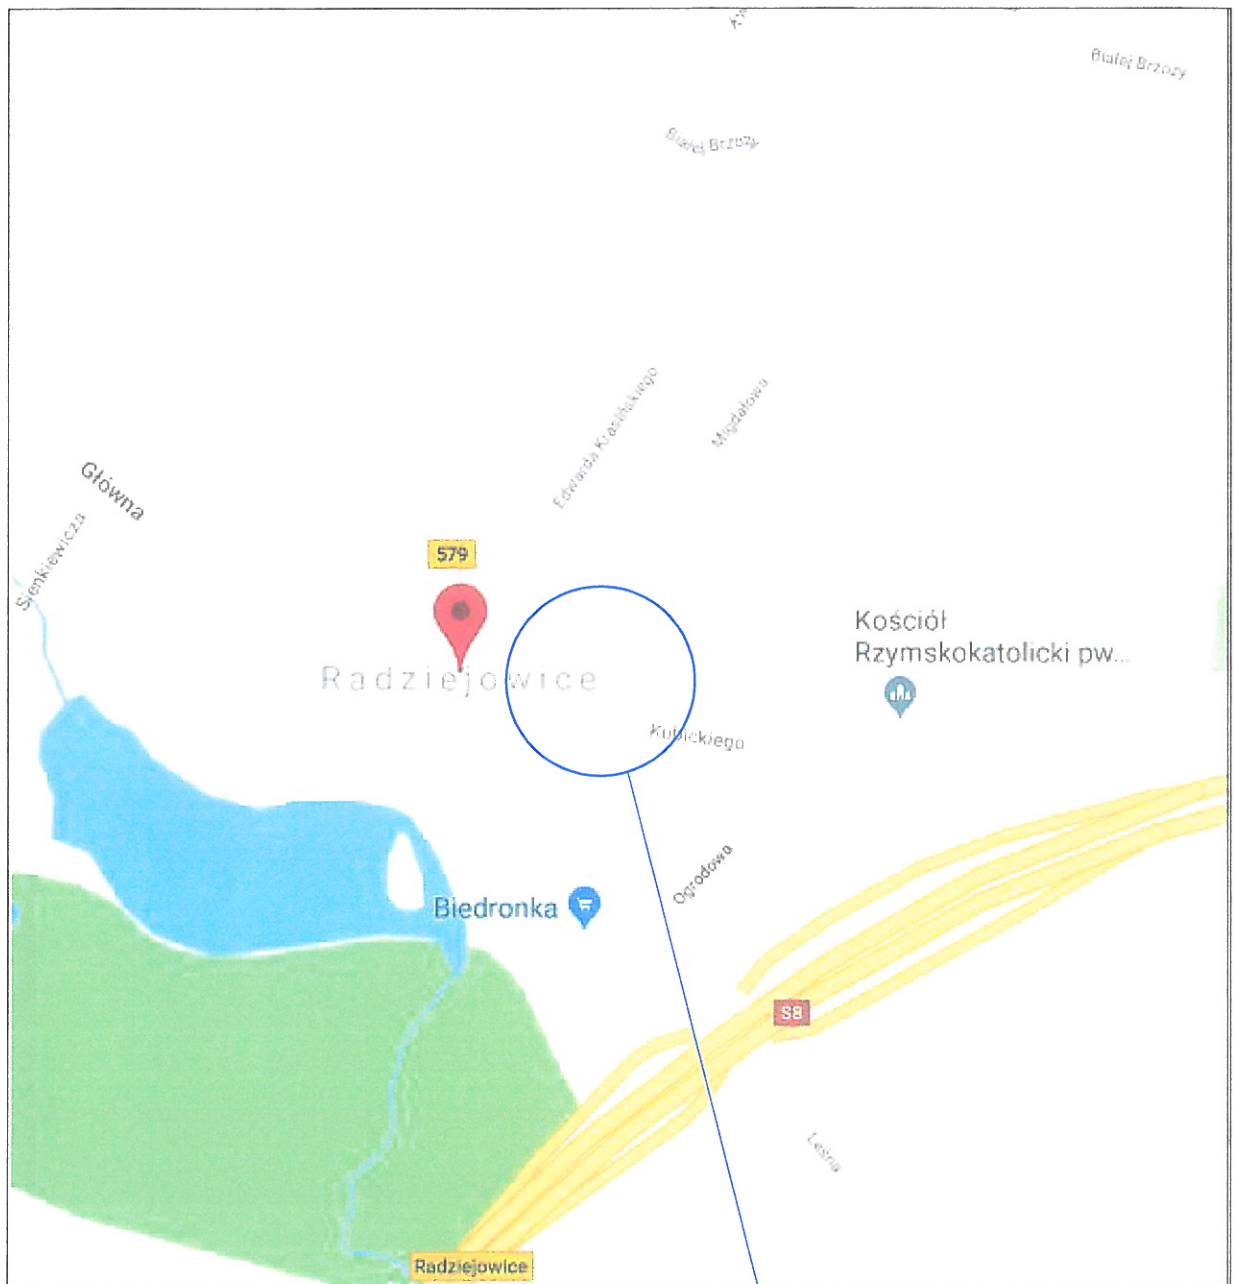 Białej Brzozy
Białej Brzozy
Edwarda Krasińskiego
Migdałowa
Główna
Sienkiewicza
579
Kościół
Rzymskokatolicki pw...
Radziejowice
Kubickiego
Ogrodowa
Biedronka
S8
Leśna
Radziejowice